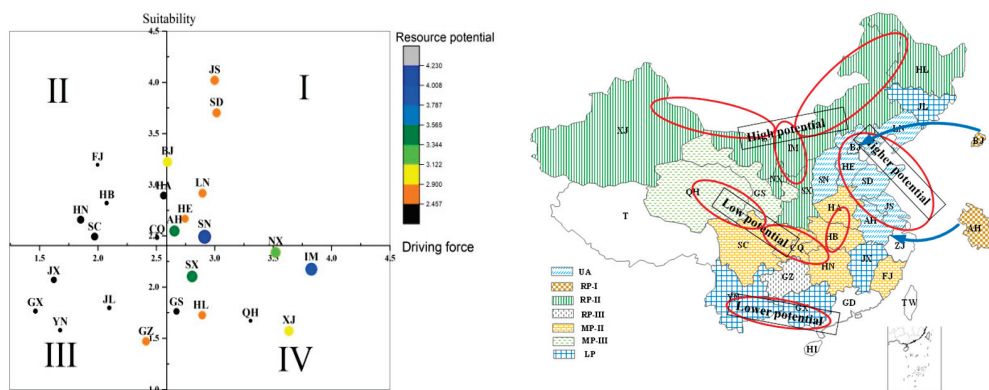 Suitability
Resource potential
4.5
4.0
3.5
3.0
2.5
2.0
1.5
1.0
1.5
2.0
2.5
3.0
3.5
4.0
4.5
Driving force
II
I
III
IV
JS
SD
BJ
FJ
HA
HB
LN
HN
HE
SC
CQ
AH
SN
NX
IM
SX
JX
GX
JL
YN
GZ
GS
HL
QH
XJ
4.230
4.008
3.787
3.565
3.344
3.122
2.900
2.457
HL
JL
LN
XJ
High potential
IM
BJ
BJ
HE
Higher potential
NX
SN
SD
QH
GS
SX
HA
JS
T
Low potential
AH
AH
SC
CQ
HB
ZJ
HN
JX
GZ
FJ
GX
GD
TW
Lower potential
HI
UA
RP-I
RP-II
RP-III
MP-II
MP-III
LP